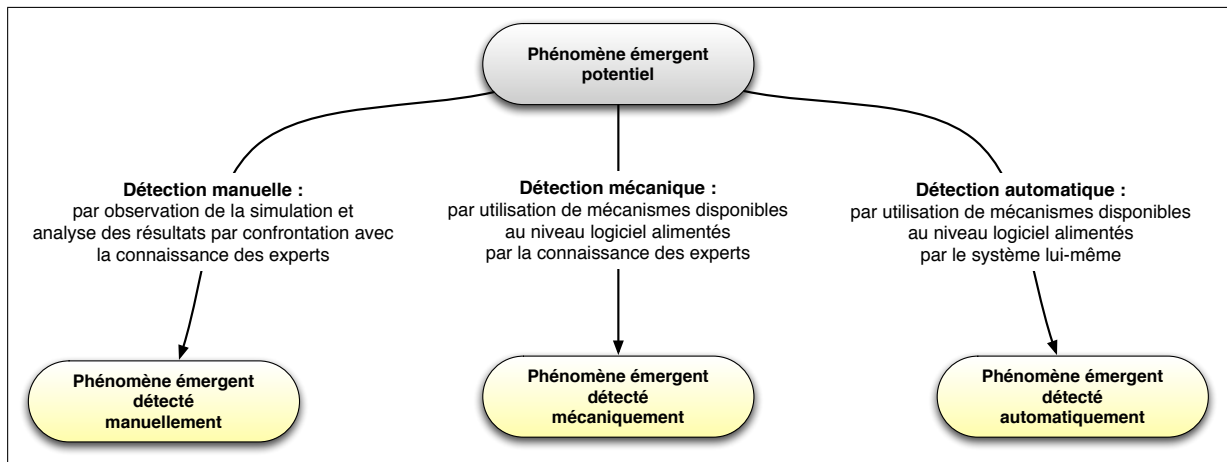 Phénomène émergent
potentiel
Détection manuelle :
par observation de la simulation et
analyse des résultats par confrontation avec
la connaissance des experts
Détection mécanique :
par utilisation de mécanismes disponibles
au niveau logiciel alimentés
par la connaissance des experts
Détection automatique :
par utilisation de mécanismes disponibles
au niveau logiciel alimentés
par le système lui-même
Phénomène émergent
détecté
manuellement
Phénomène émergent
détecté
mécaniquement
Phénomène émergent
détecté
automatiquement